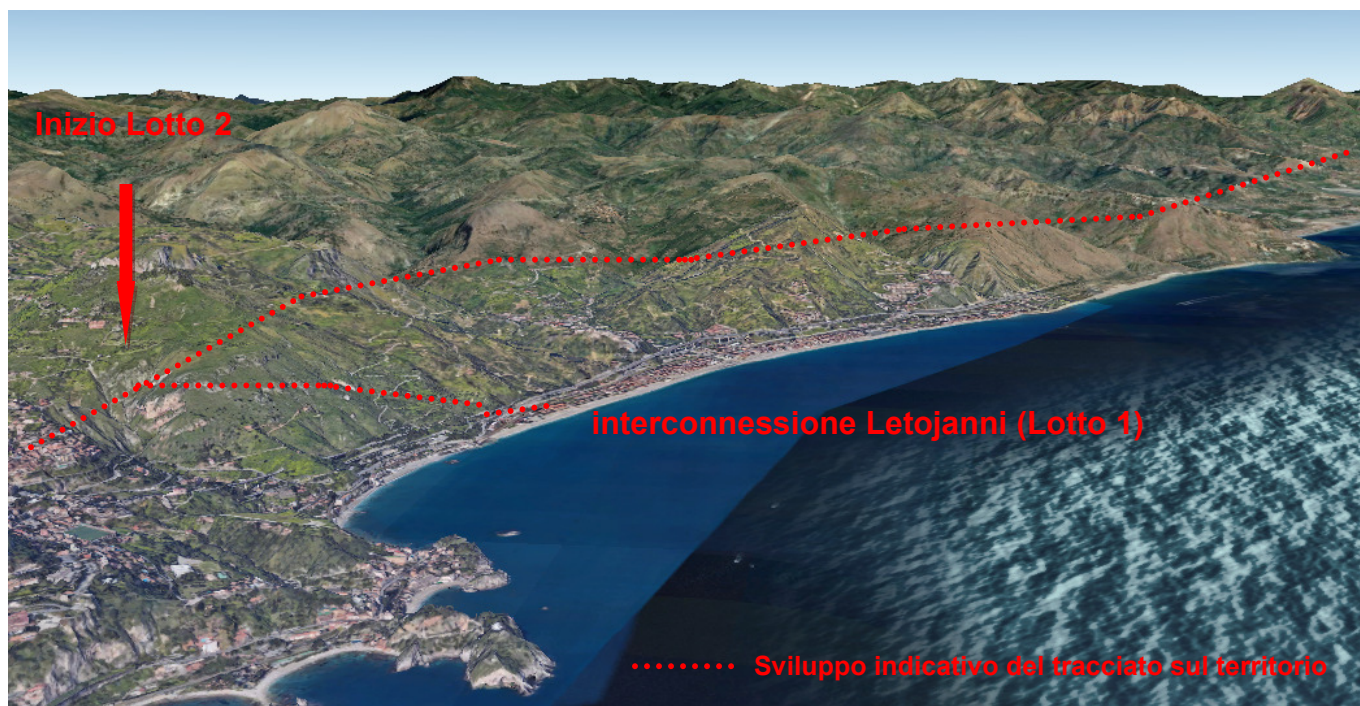 Inizio Lotto 2
interconnessione Letojanni (Lotto 1)
Sviluppo indicativo del tracciato sul territorio